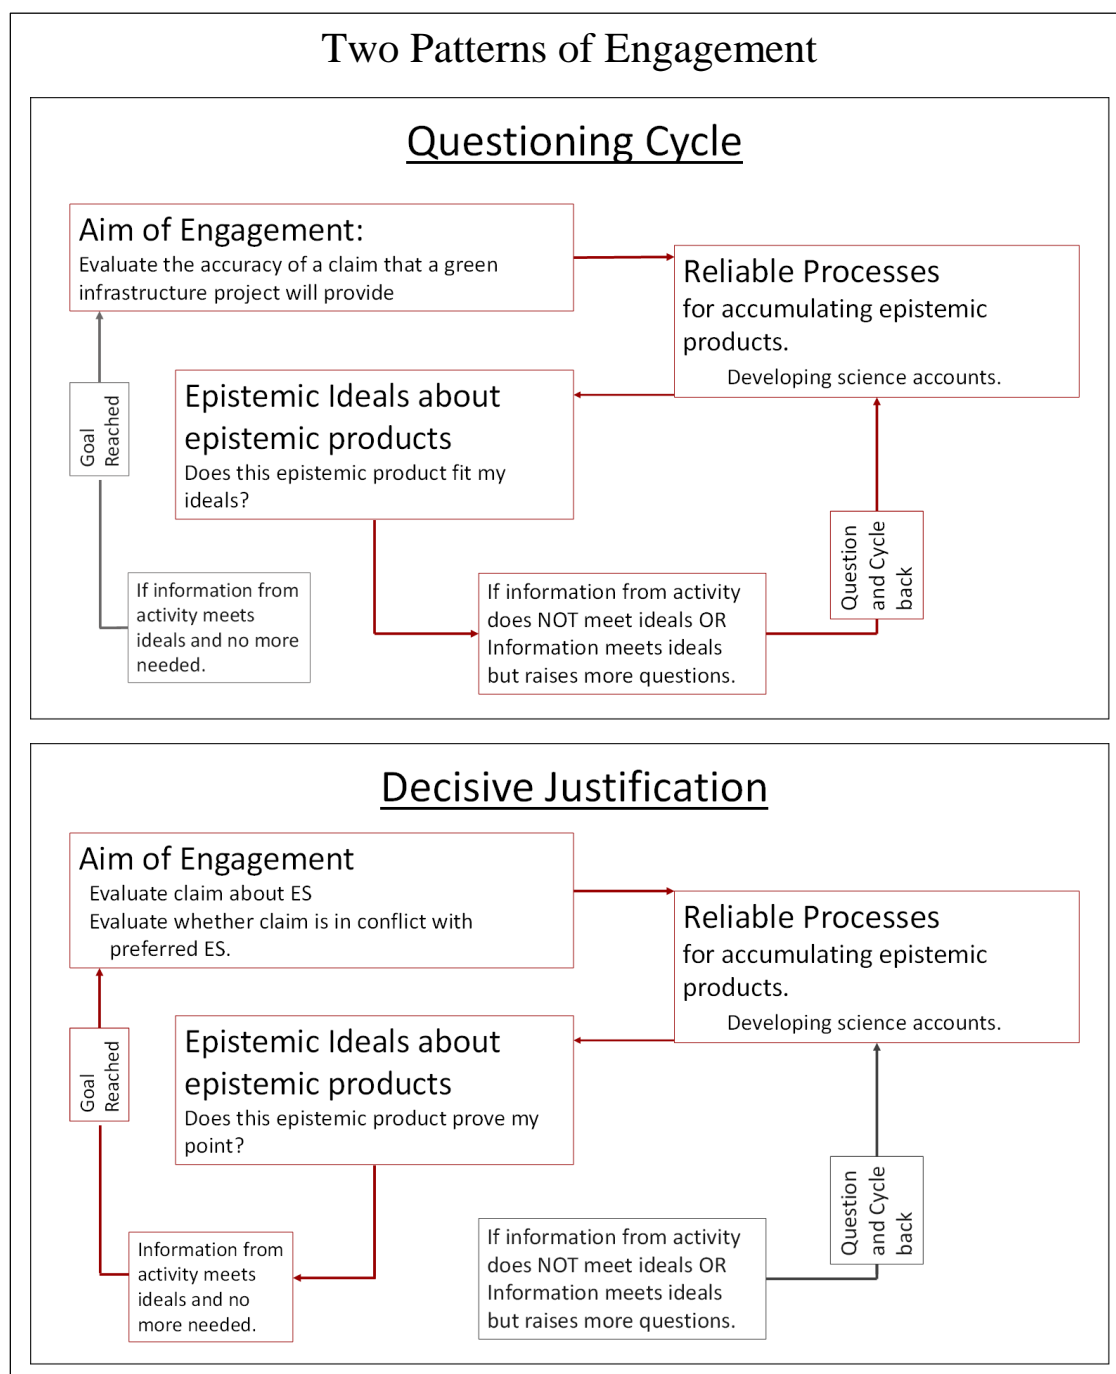 Two Patterns of Engagement
Questioning Cycle
Aim of Engagement:
Evaluate the accuracy of a claim that a green
infrastructure project will provide
Reliable Processes
for accumulating epistemic
products.
Developing science accounts.
Epistemic Ideals about
epistemic products
Does this epistemic product fit my
ideals?
Goal
Reached
If information from
activity meets
ideals and no more
needed.
If information from activity
does NOT meet ideals OR
Information meets ideals
but raises more questions.
Question
and Cycle
back
Decisive Justification
Aim of Engagement
Evaluate claim about ES
Evaluate whether claim is in conflict with
preferred ES.
Reliable Processes
for accumulating epistemic
products.
Developing science accounts.
Epistemic Ideals about
epistemic products
Does this epistemic product prove my
point?
Goal
Reached
Information from
activity meets
ideals and no
more needed.
If information from activity
does NOT meet ideals OR
Information meets ideals
but raises more questions.
Question
and Cycle
back